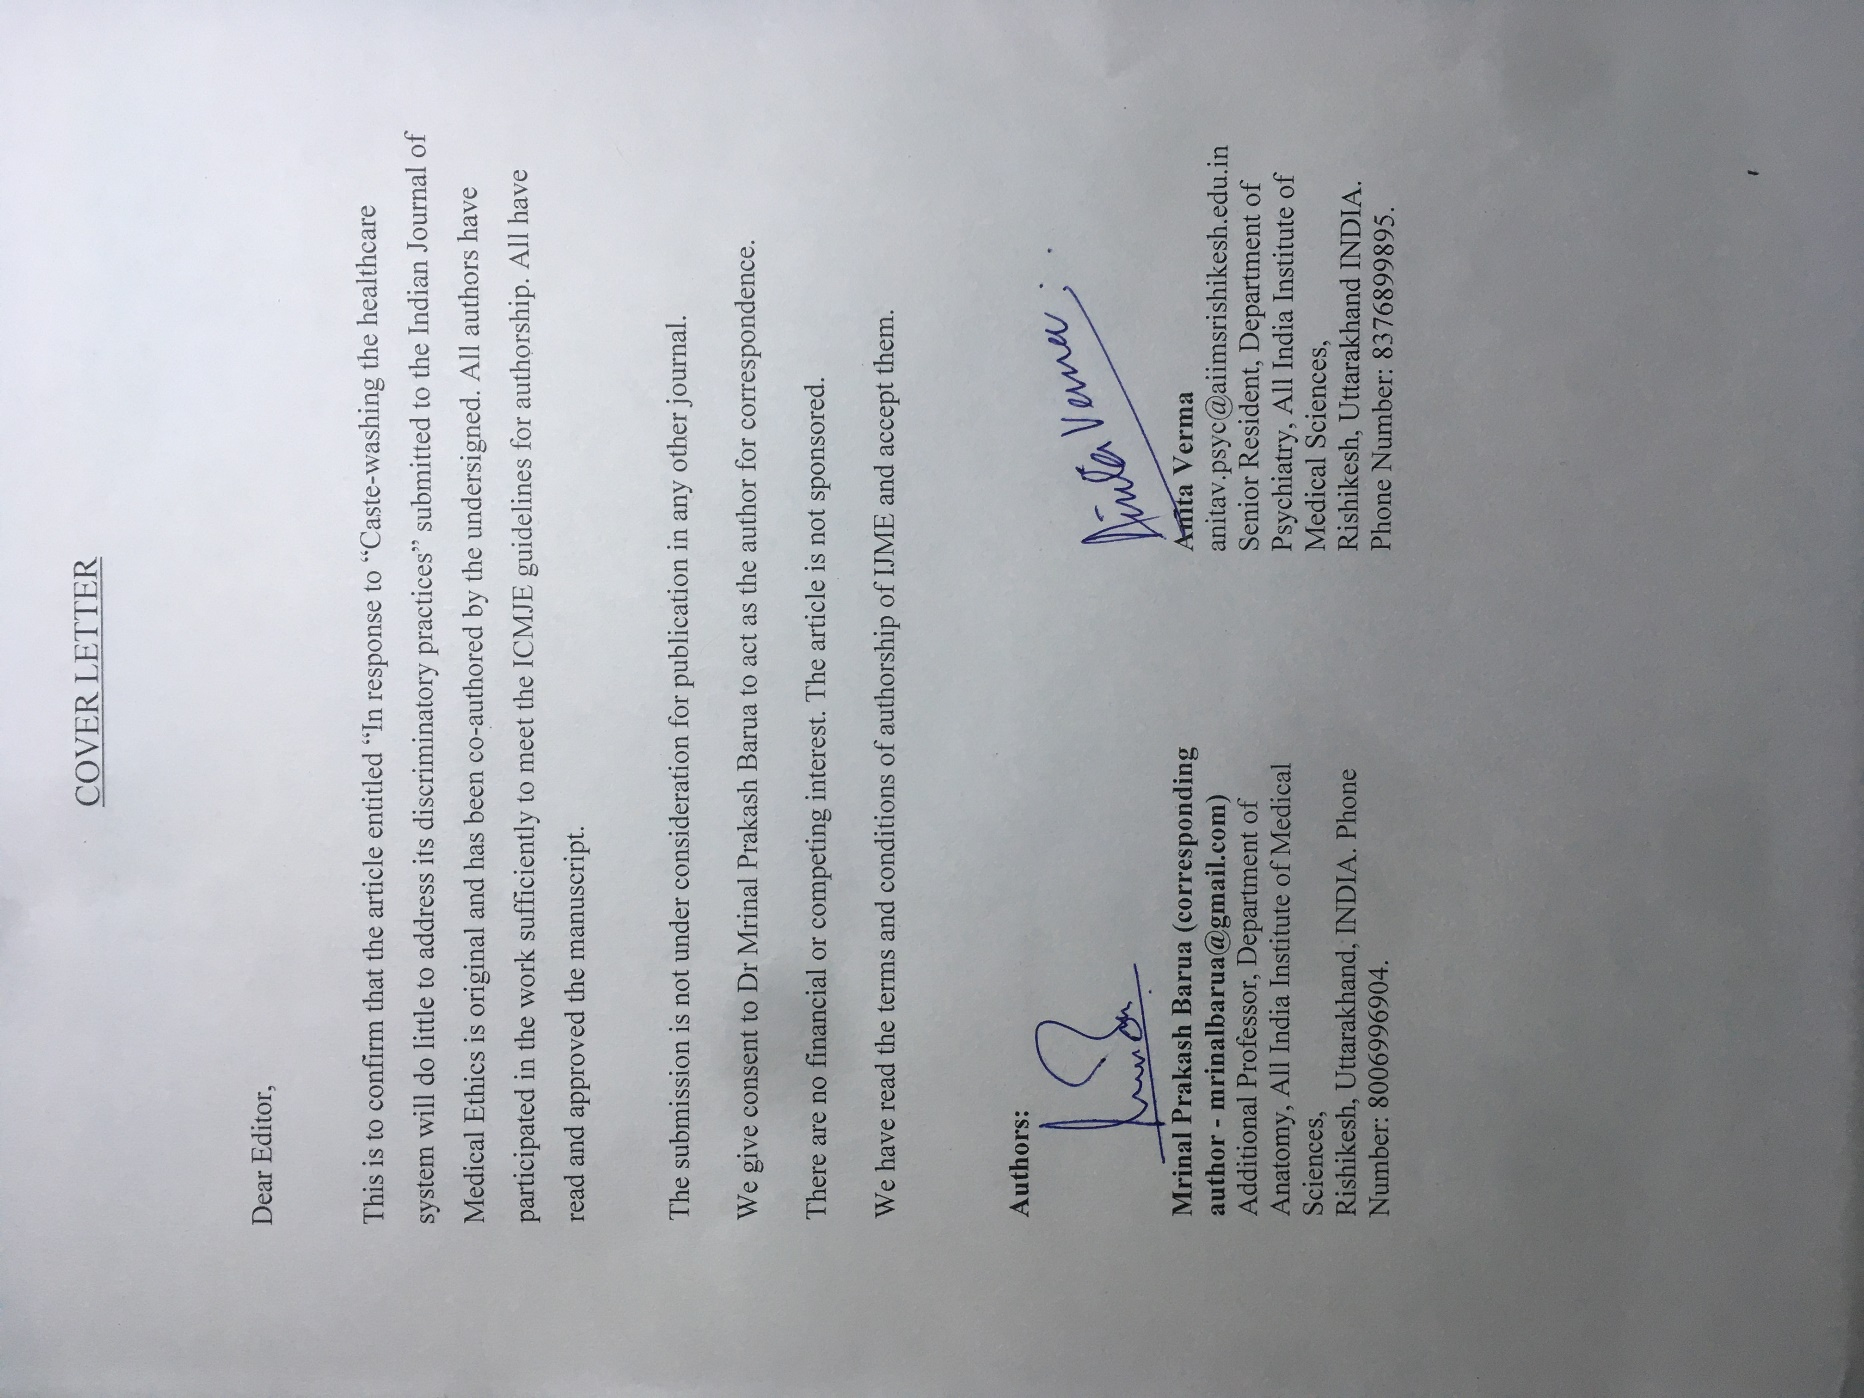 COVER LETTER
Dear Editor,
This is to confirm that the article entitled “In response to “Caste-washing the healthcare
system will do little to address its discriminatory practices” submitted to the Indian Journal of
Medical Ethics is original and has been co-authored by the undersigned. All authors have
participated in the work sufficiently to meet the ICMJE guidelines for authorship. All have
read and approved the manuscript.
The submission is not under consideration for publication in any other journal.
We give consent to Dr Mrinal Prakash Barua to act as the author for correspondence.
There are no financial or competing interest. The article is not sponsored.
We have read the terms and conditions of authorship of IJME and accept them.
Authors:
Mrinal Prakash Barua (corresponding
author - mrinalbarua@gmail.com)
Additional Professor, Department of
Anatomy, All India Institute of Medical
Sciences,
Rishikesh, Uttarakhand, INDIA. Phone
Number: 8006996904.
Anita Verma
Anita Verna
anitav.psyc@aiimsrishikesh.edu.in
Senior Resident, Department of
Psychiatry, All India Institute of
Medical Sciences,
Rishikesh, Uttarakhand INDIA.
Phone Number: 8376899895.